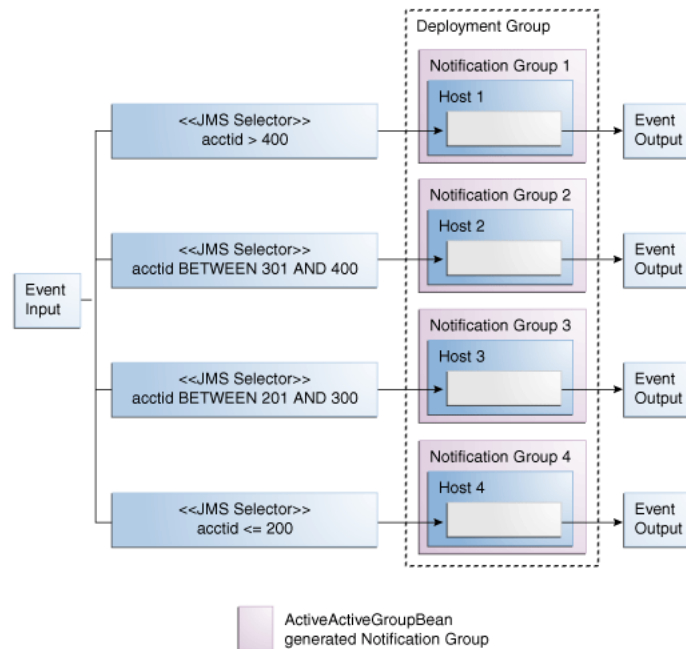 Deployment Group
Notification Group 1
Host 1
<<JMS Selector>>
acctid > 400
Event
Output
Notification Group 2
Host 2
<<JMS Selector>>
acctid BETWEEN 301 AND 400
Event
Output
Event
Input
Notification Group 3
Host 3
<<JMS Selector>>
acctid BETWEEN 201 AND 300
Event
Output
Notification Group 4
Host 4
<<JMS Selector>>
acctid <= 200
Event
Output
ActiveActiveGroupBean
generated Notification Group